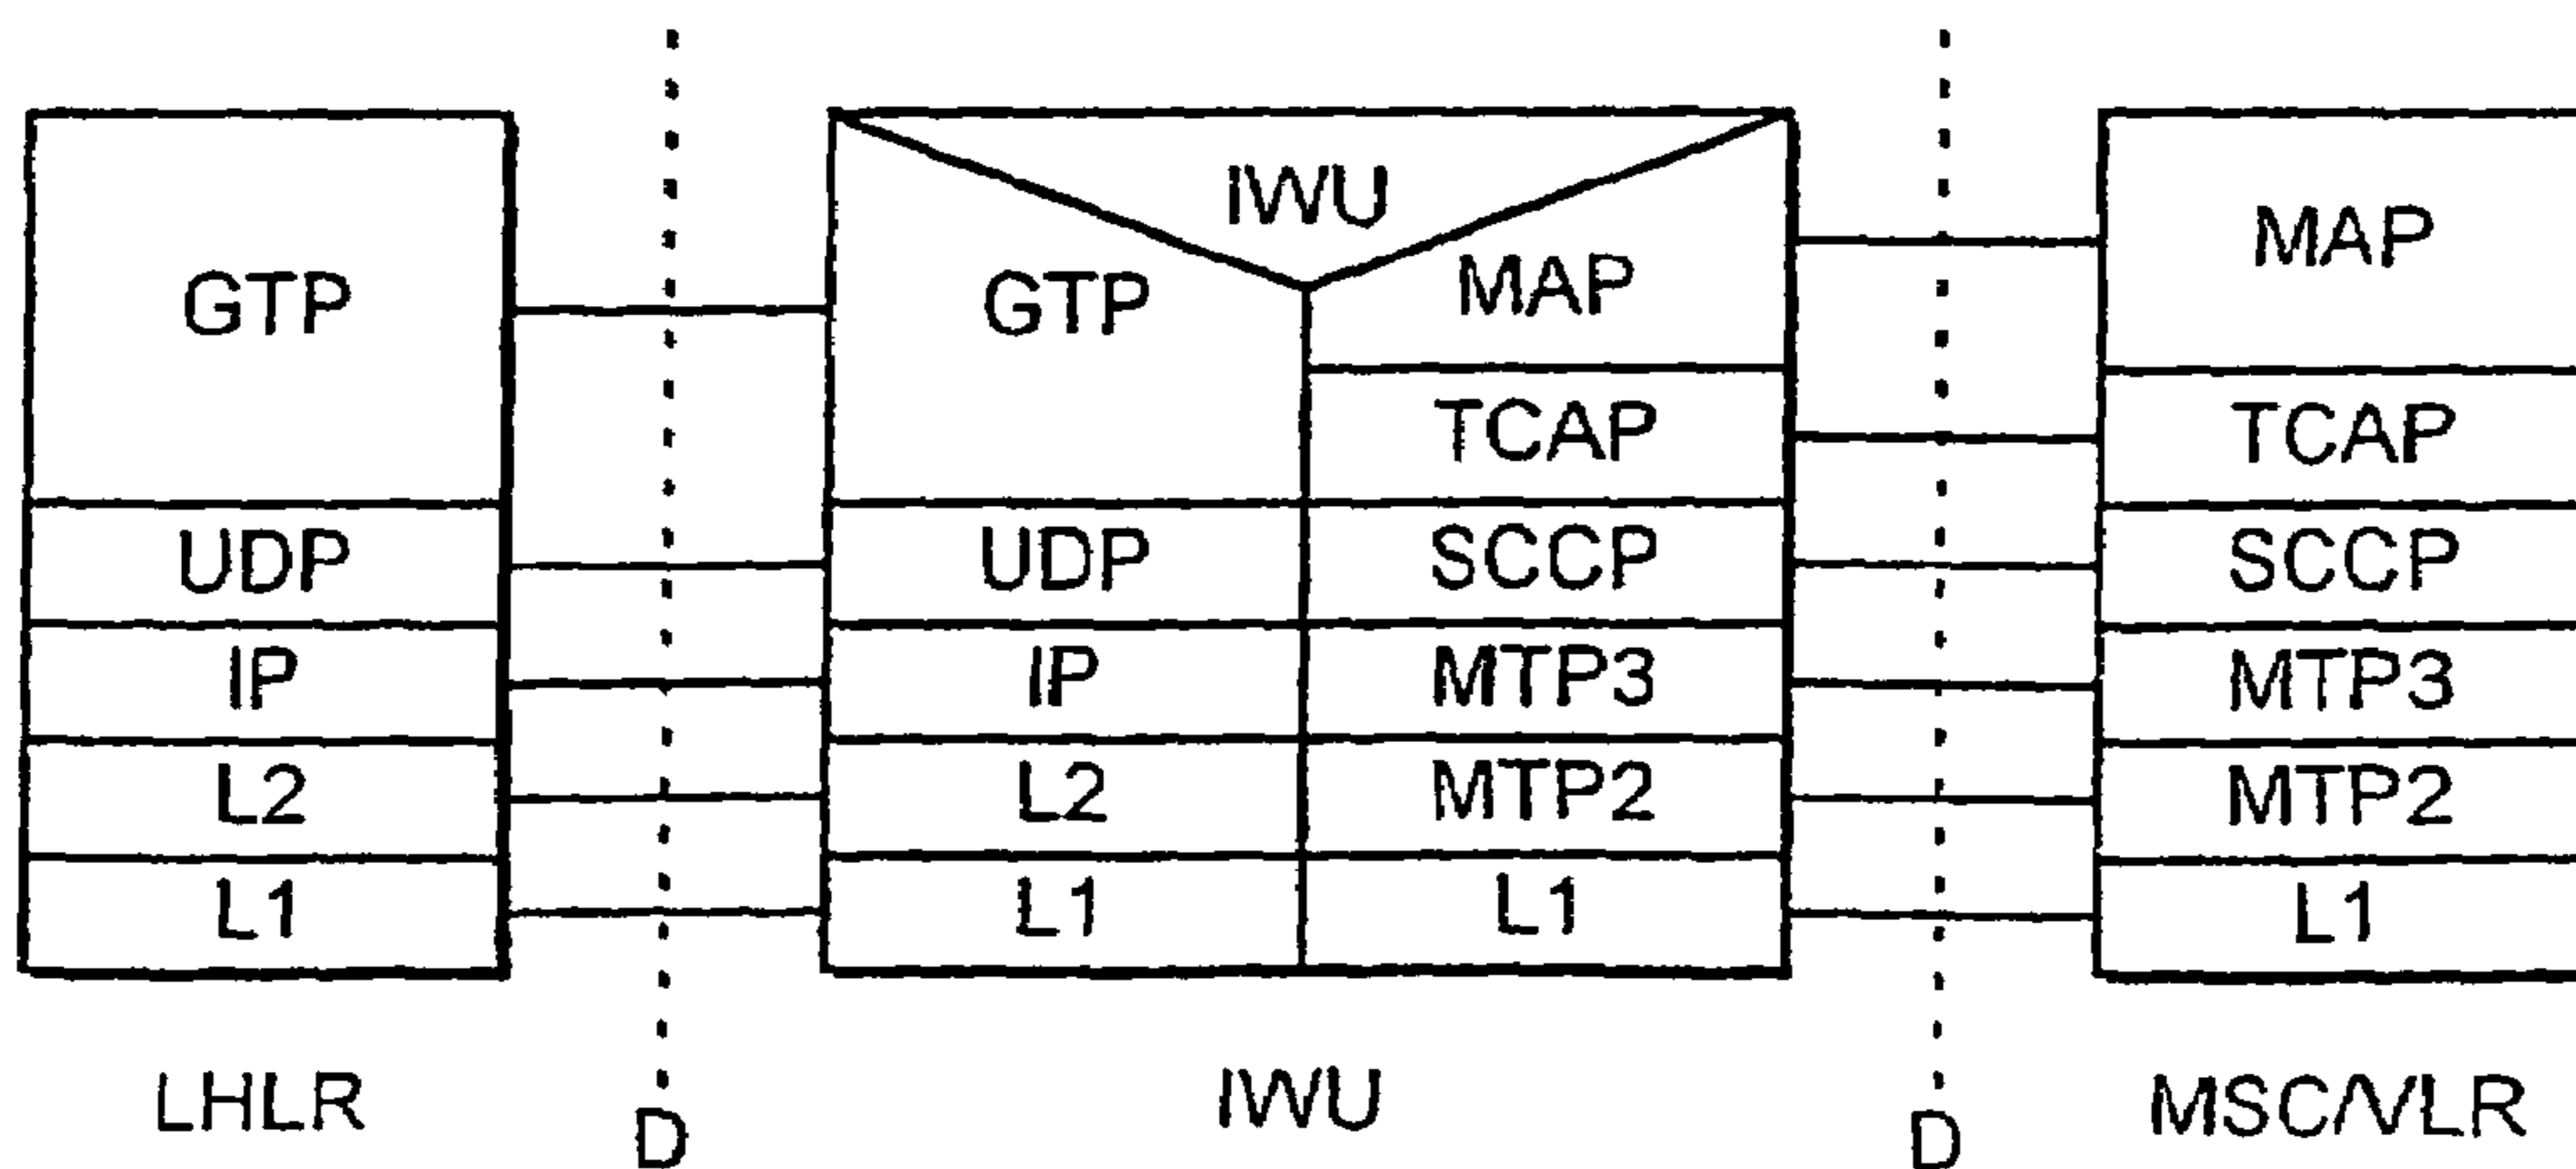 IWU
GTP
GTP
MAP
MAP
TCAP
TCAP
UDP
UDP
SCCP
SCCP
IP
IP
MTP3
MTP3
L2
L2
MTP2
MTP2
L1
L1
L1
L1
LHLR
D
IWU
D
MSC/VLR